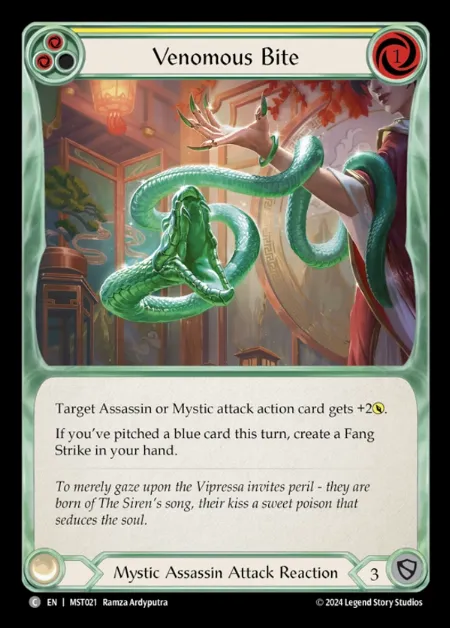 Venomous Bite
1
Target Assassin or Mystic attack action card gets +2.
If you've pitched a blue card this turn, create a Fang
Strike in your hand.
To merely gaze upon the Vipressa invites peril - they are
born of The Siren's song, their kiss a sweet poison that
seduces the soul.
Mystic Assassin Attack Reaction
3
C EN | MST021 Ramza Ardyputra
© 2024 Legend Story Studios